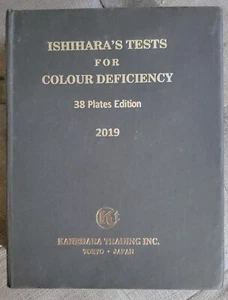 ISHIHARA'S TESTS
FOR
COLOUR DEFICIENCY
38 Plates Edition
2019
KANEHARA TRADING INC.
TOKYO • JAPAN